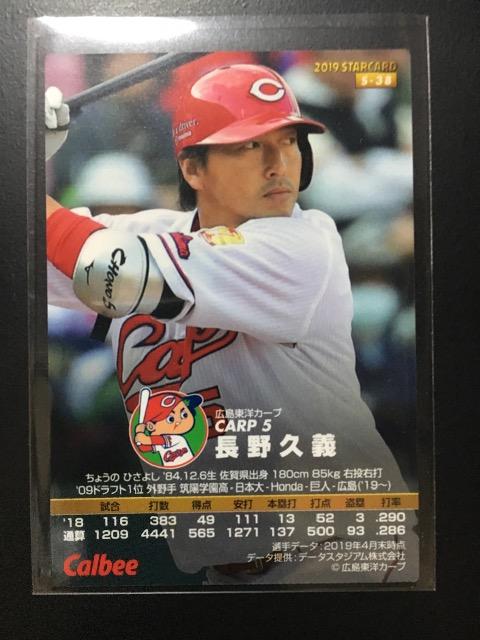 2019 STARCARD
S-38
CHONO 5
Carp
広島東洋カープ
CARP 5
長野久義
Carp
ちょうの ひさよし '84.12.6生 佐賀県出身 180cm 85kg 右投右打
'09ドラフト1位 外野手 筑陽学園高-日本大-Honda-巨人-広島('19〜)
試合 打数 得点 安打 本塁打 打点 盗塁 打率
'18 116 383 49 111 13 52 3 .290
通算 1209 4441 565 1271 137 500 93 .286
選手データ:2019年4月末時点
データ提供:データスタジアム株式会社
© 広島東洋カープ
Calbee